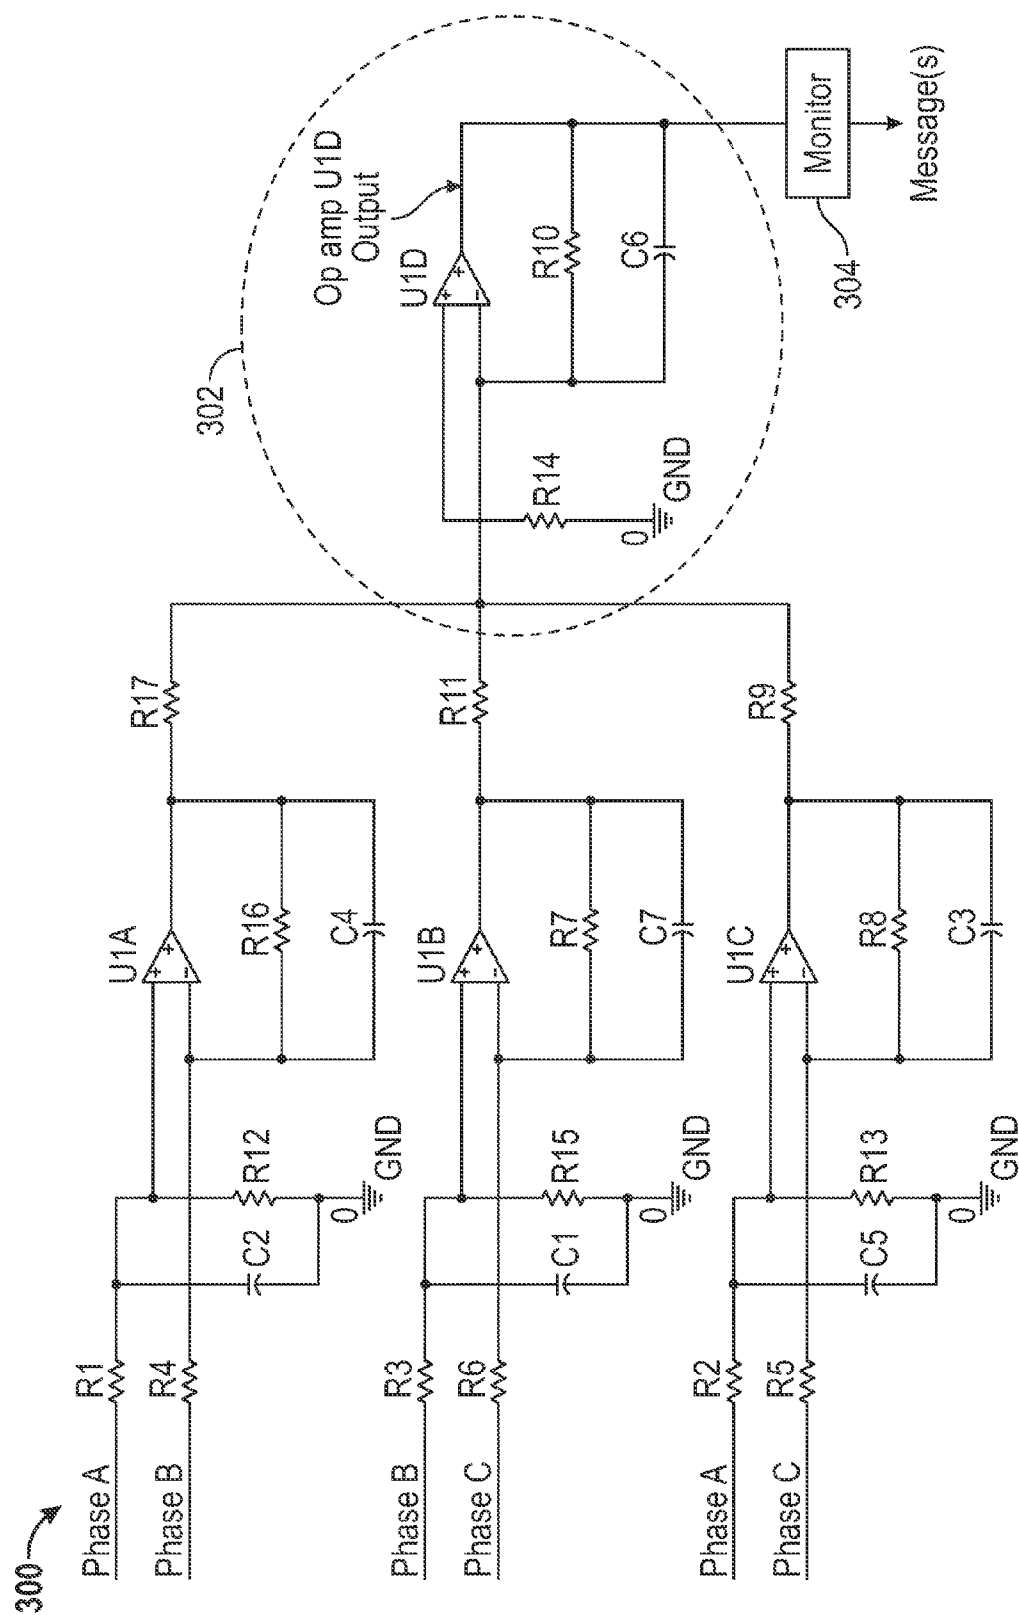 300
Phase A
R1
Phase B
R4
C2
R12
0
GND
U1A
+
-
+
R16
C4
R17
Phase B
R3
Phase C
R6
C1
R15
0
GND
U1B
+
-
+
R7
C7
R11
Phase A
R2
Phase C
R5
C5
R13
0
GND
U1C
+
-
+
R8
C3
R9
302
R14
0
GND
Op amp U1D
Output
U1D
+
-
+
R10
C6
Monitor
304
Message(s)